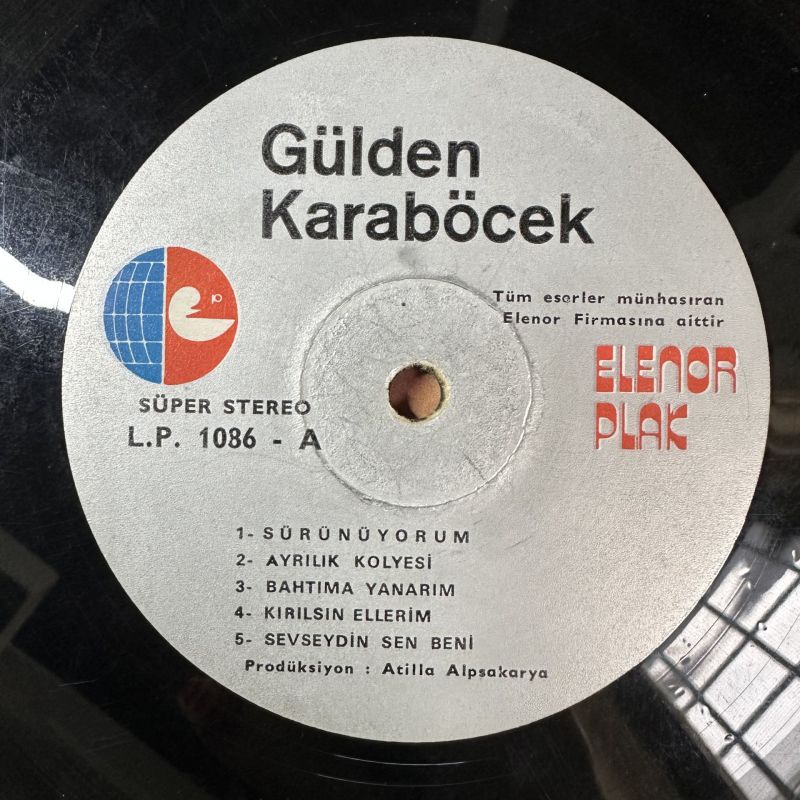 Gülden
Karaböcek
Tüm eserler münhasıran
Elenor Firmasına aittir
ELENOR
PLAK
SÜPER STEREO
L.P. 1086 - A
1- SÜRÜNÜYORUM
2- AYRILIK KOLYESİ
3- BAHTIMA YANARIM
4- KIRILSIN ELLERİM
5- SEVSEYDİN SEN BENİ
Prodüksiyon : Atilla Alpsakarya